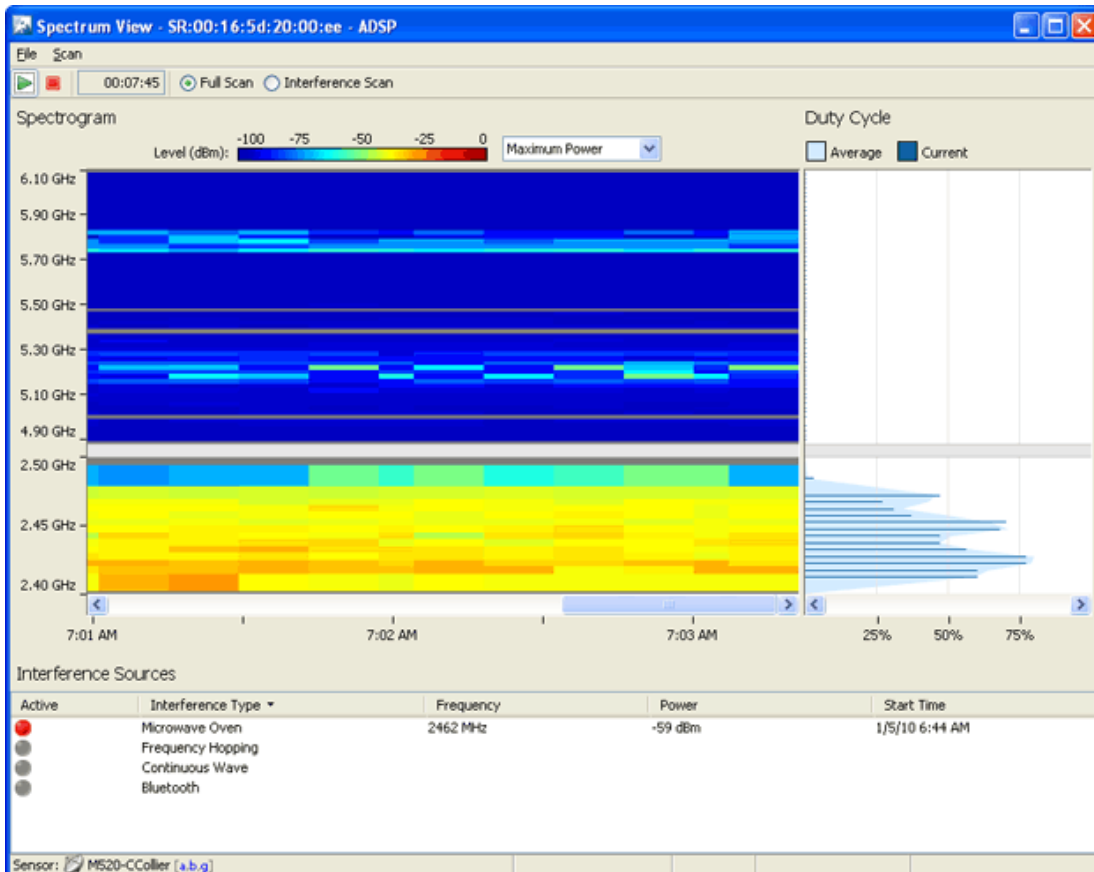 Spectrum View - SR:00:16:5d:20:00:ee - ADSP
File Scan
00:07:45 Full Scan Interference Scan
Spectrogram
Duty Cycle
Level (dBm): -100 -75 -50 -25 0 Maximum Power
Average Current
6.10 GHz
5.90 GHz
5.70 GHz
5.50 GHz
5.30 GHz
5.10 GHz
4.90 GHz
2.50 GHz
2.45 GHz
2.40 GHz
7:01 AM 7:02 AM 7:03 AM
25% 50% 75%
Interference Sources
Active Interference Type Frequency Power Start Time
Microwave Oven 2462 MHz -59 dBm 1/5/10 6:44 AM
Frequency Hopping
Continuous Wave
Bluetooth
Sensor: M520-CCollier [a,b,g]